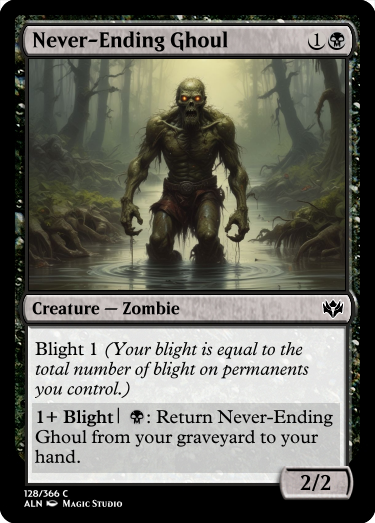 Never-Ending Ghoul 1
Creature — Zombie
Blight 1 (Your blight is equal to the
total number of blight on permanents
you control.)
1+ Blight | : Return Never-Ending
Ghoul from your graveyard to your
hand.
2/2
128/366 C
ALN Magic Studio